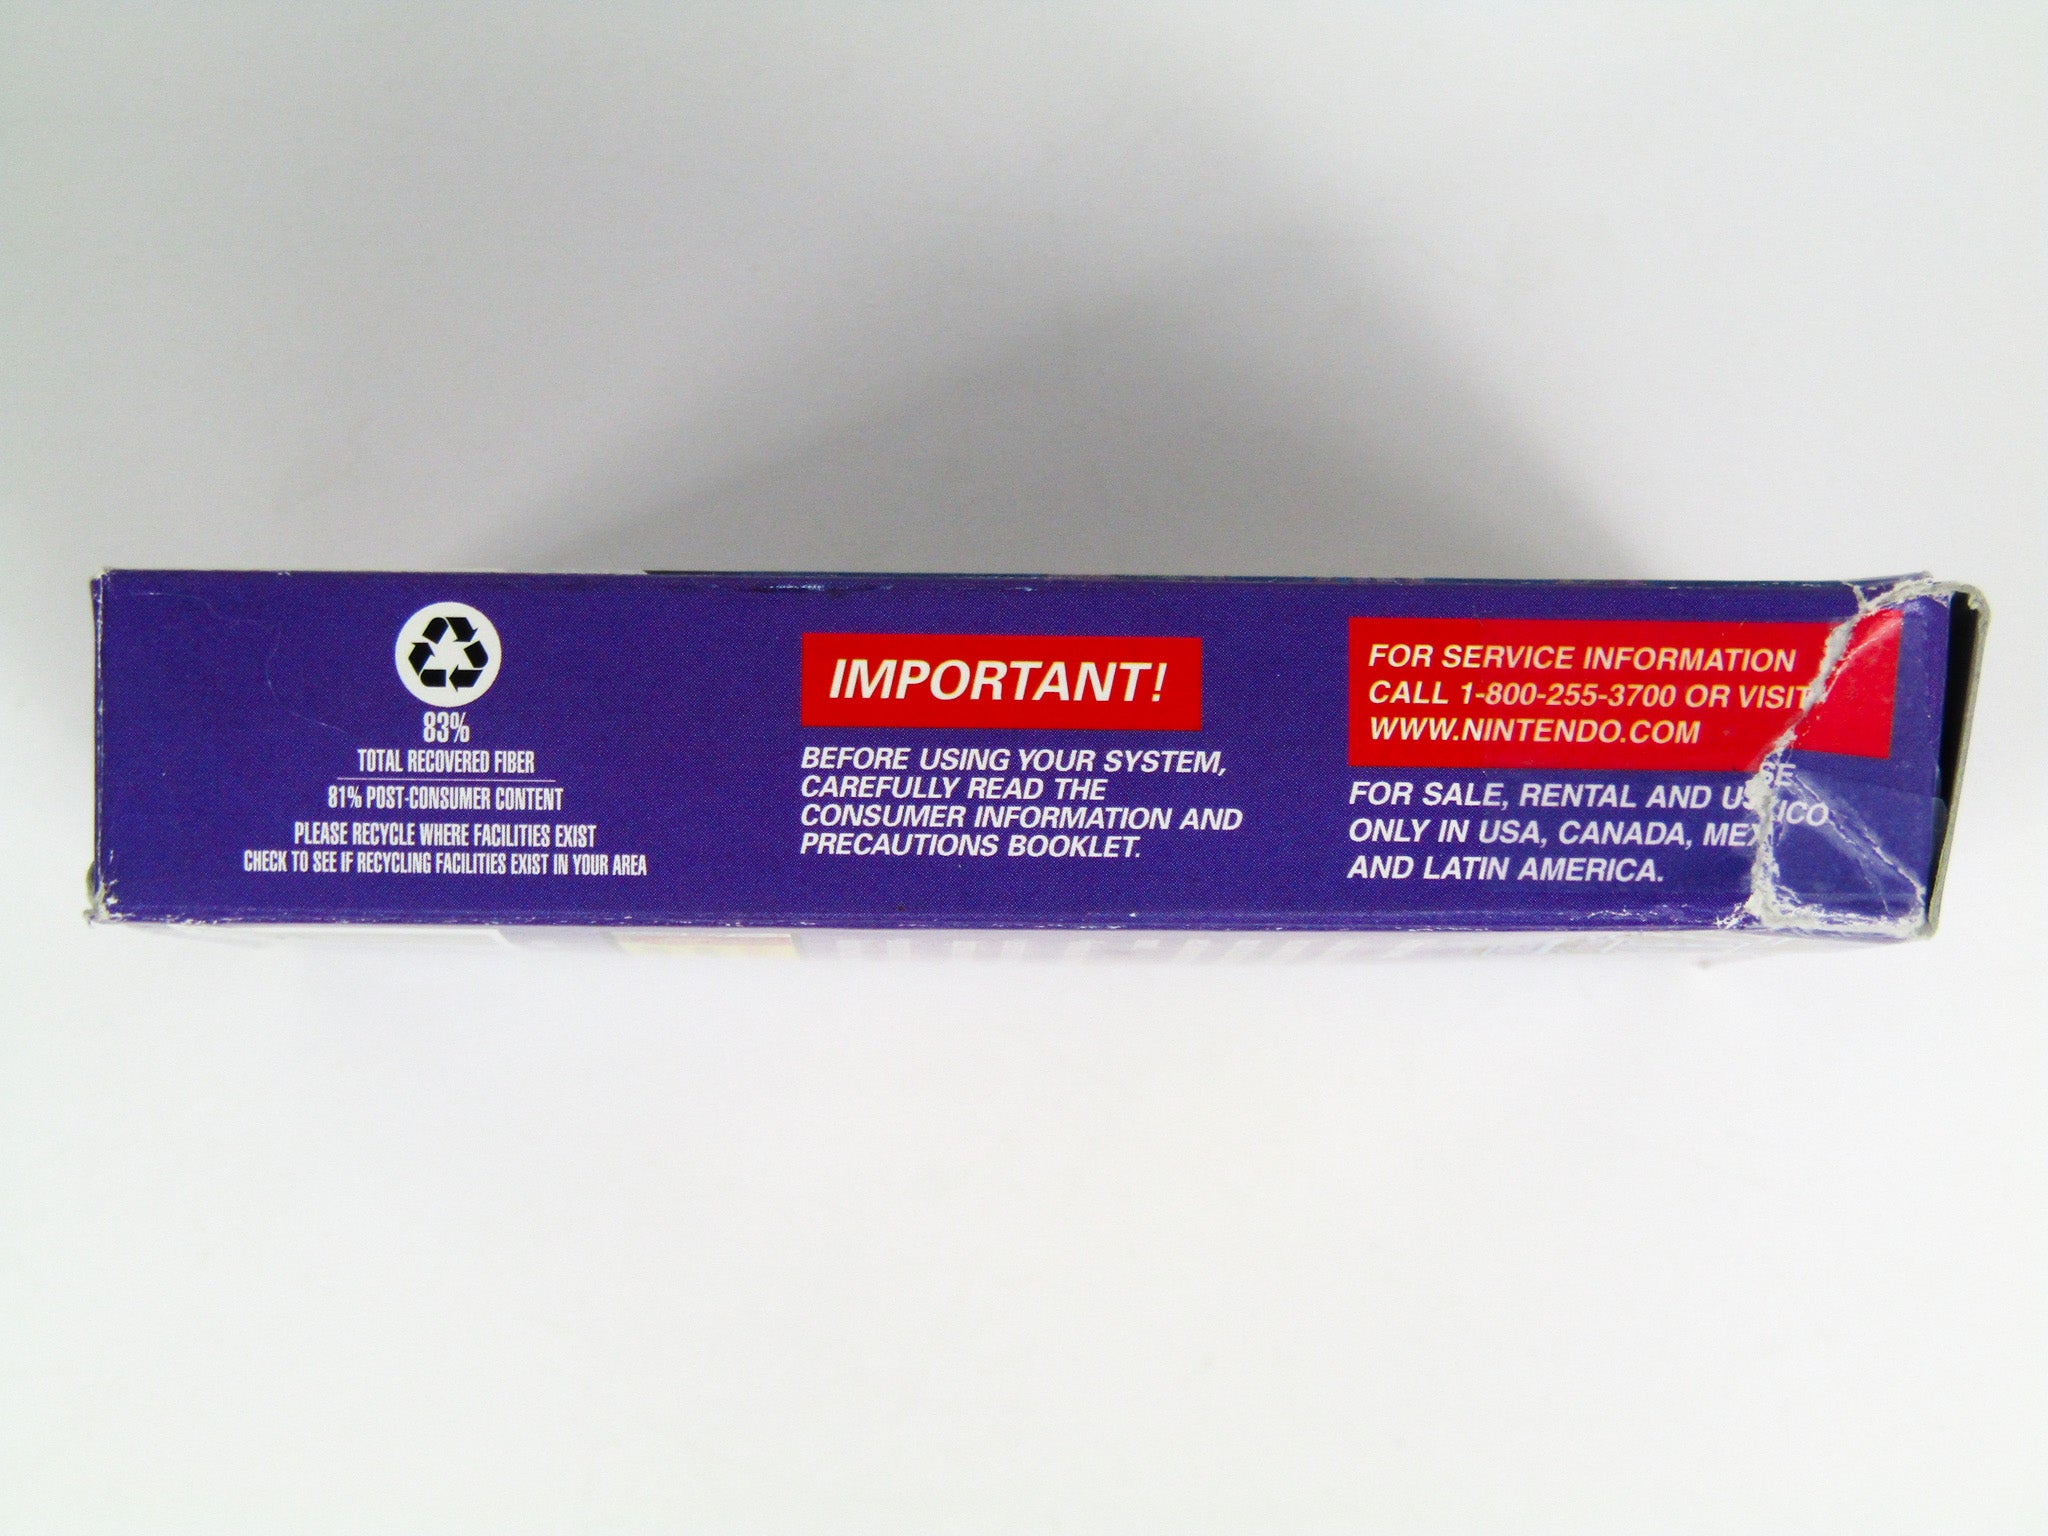 83%
TOTAL RECOVERED FIBER
81% POST-CONSUMER CONTENT
PLEASE RECYCLE WHERE FACILITIES EXIST
CHECK TO SEE IF RECYCLING FACILITIES EXIST IN YOUR AREA
IMPORTANT!
BEFORE USING YOUR SYSTEM,
CAREFULLY READ THE
CONSUMER INFORMATION AND
PRECAUTIONS BOOKLET.
FOR SERVICE INFORMATION
CALL 1-800-255-3700 OR VISIT
WWW.NINTENDO.COM
FOR SALE, RENTAL AND USE
ONLY IN USA, CANADA, MEXICO
AND LATIN AMERICA.